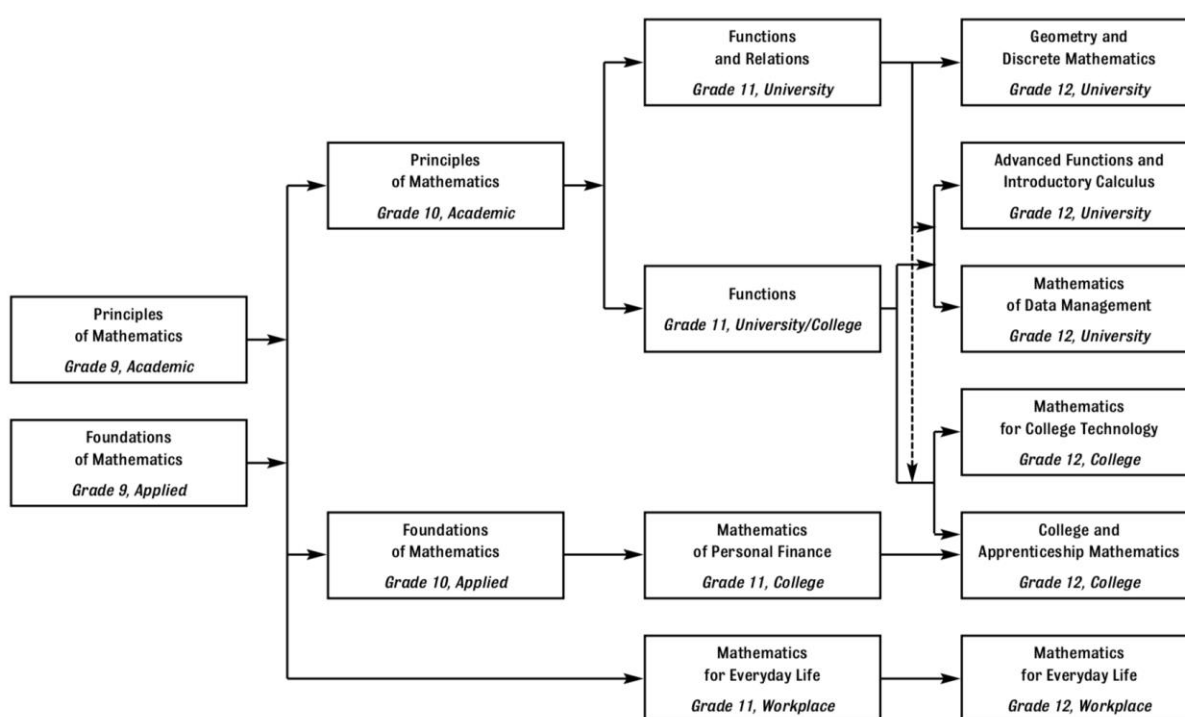 Principles
of Mathematics
Grade 9, Academic
Foundations
of Mathematics
Grade 9, Applied
Principles
of Mathematics
Grade 10, Academic
Foundations
of Mathematics
Grade 10, Applied
Functions
and Relations
Grade 11, University
Functions
Grade 11, University/College
Mathematics
of Personal Finance
Grade 11, College
Mathematics
for Everyday Life
Grade 11, Workplace
Geometry and
Discrete Mathematics
Grade 12, University
Advanced Functions and
Introductory Calculus
Grade 12, University
Mathematics
of Data Management
Grade 12, University
Mathematics
for College Technology
Grade 12, College
College and
Apprenticeship Mathematics
Grade 12, College
Mathematics
for Everyday Life
Grade 12, Workplace